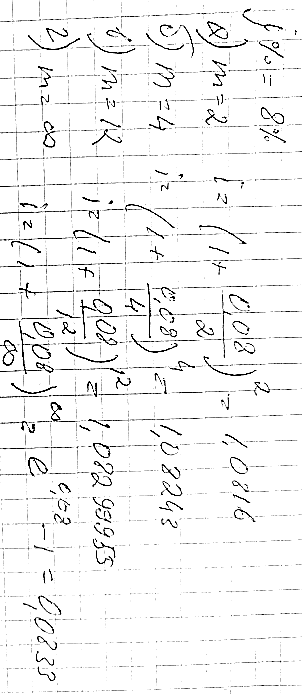 j% = 8%
a) m=2 i= (1+ 0,08/2)^2 = 1,0816
б) m=4 i= (1+ 0,08/4)^4 = 1,08243
в) m=12 i= (1+ 0,08/12)^12 = 1,08299955
г) m=∞ i= (1+ 0,08/∞)^∞ = e^0,08 -1 = 0,0833